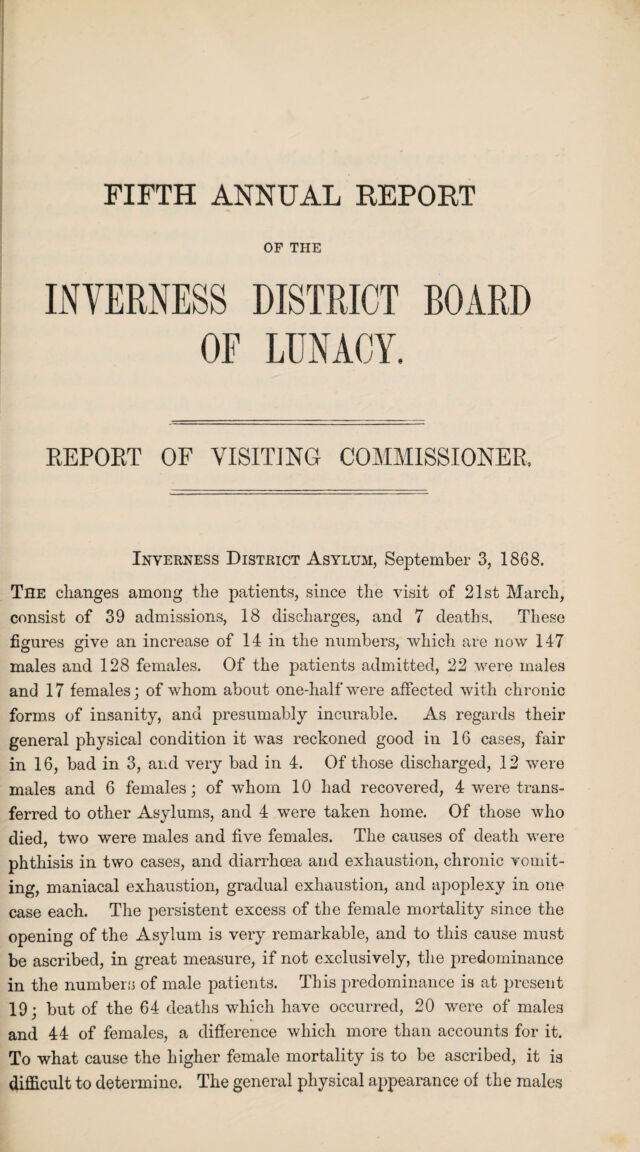 FIFTH ANNUAL REPORT
OF THE
INVERNESS DISTRICT BOARD
OF LUNACY.
REPORT OF VISITING COMMISSIONER.
INVERNESS DISTRICT ASYLUM, September 3, 1868.
THE changes among the patients, since the visit of 21st March,
consist of 39 admissions, 18 discharges, and 7 deaths. These
figures give an increase of 14 in the numbers, which are now 147
males and 128 females. Of the patients admitted, 22 were males
and 17 females; of whom about one-half were affected with chronic
forms of insanity, and presumably incurable. As regards their
general physical condition it was reckoned good in 16 cases, fair
in 16, bad in 3, and very bad in 4. Of those discharged, 12 were
males and 6 females; of whom 10 had recovered, 4 were trans-
ferred to other Asylums, and 4 were taken home. Of those who
died, two were males and five females. The causes of death were
phthisis in two cases, and diarrhœa and exhaustion, chronic vomit-
ing, maniacal exhaustion, gradual exhaustion, and apoplexy in one
case each. The persistent excess of the female mortality since the
opening of the Asylum is very remarkable, and to this cause must
be ascribed, in great measure, if not exclusively, the predominance
in the numbers of male patients. This predominance is at present
19; but of the 64 deaths which have occurred, 20 were of males
and 44 of females, a difference which more than accounts for it.
To what cause the higher female mortality is to be ascribed, it is
difficult to determine. The general physical appearance of the males